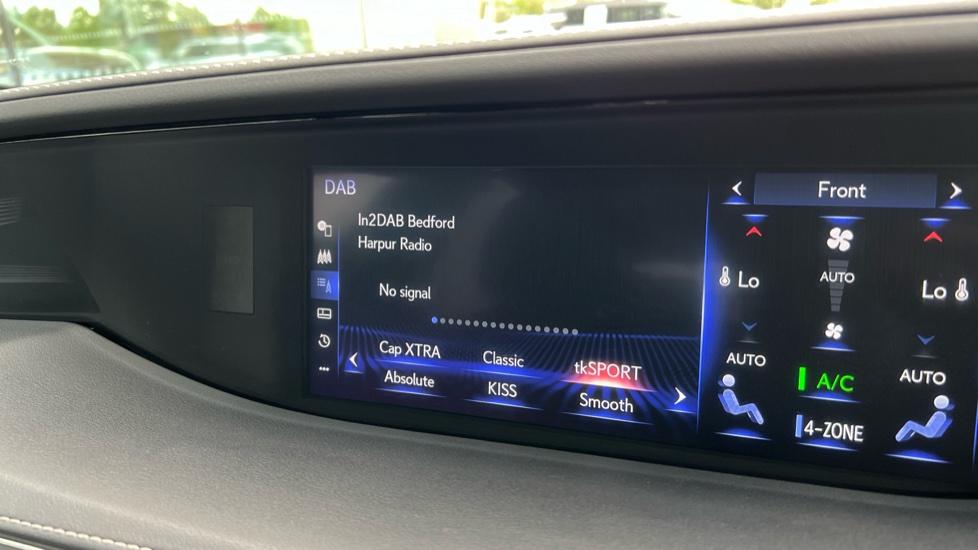 DAB
In2DAB Bedford
Harpur Radio
No signal
Cap XTRA
Classic
tkSPORT
Absolute
KISS
Smooth
Front
Lo
AUTO
Lo
AUTO
AUTO
A/C
4-ZONE